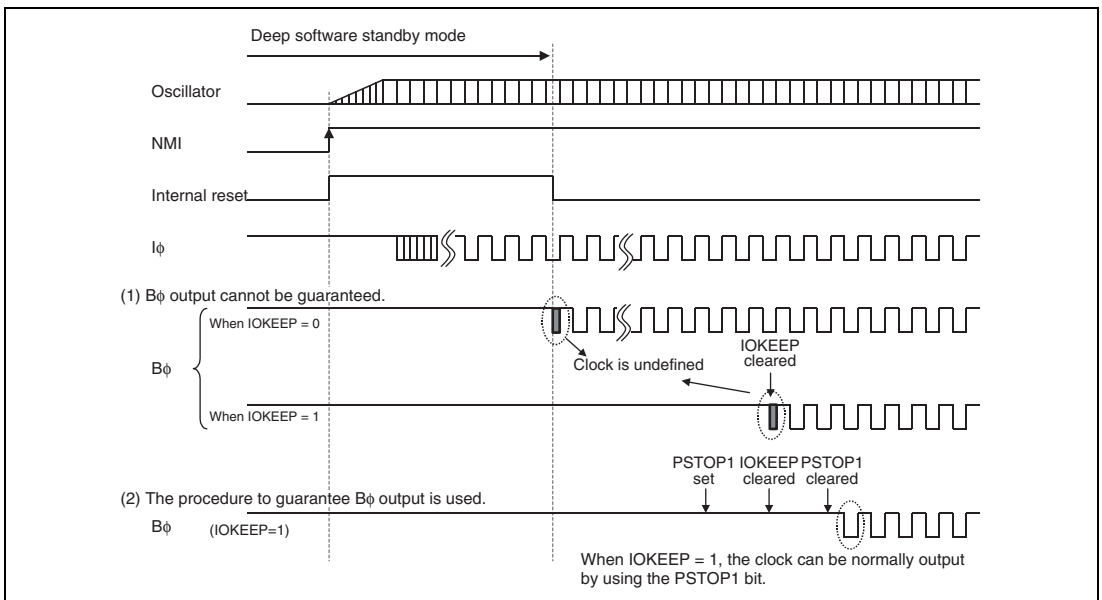 Deep software standby mode
Oscillator
NMI
Internal reset
Iϕ
(1) Bϕ output cannot be guaranteed.
When IOKEEP = 0
Clock is undefined
IOKEEP
cleared
Bϕ
When IOKEEP = 1
PSTOP1 IOKEEP PSTOP1
set cleared cleared
(2) The procedure to guarantee Bϕ output is used.
Bϕ (IOKEEP=1)
When IOKEEP = 1, the clock can be normally output
by using the PSTOP1 bit.